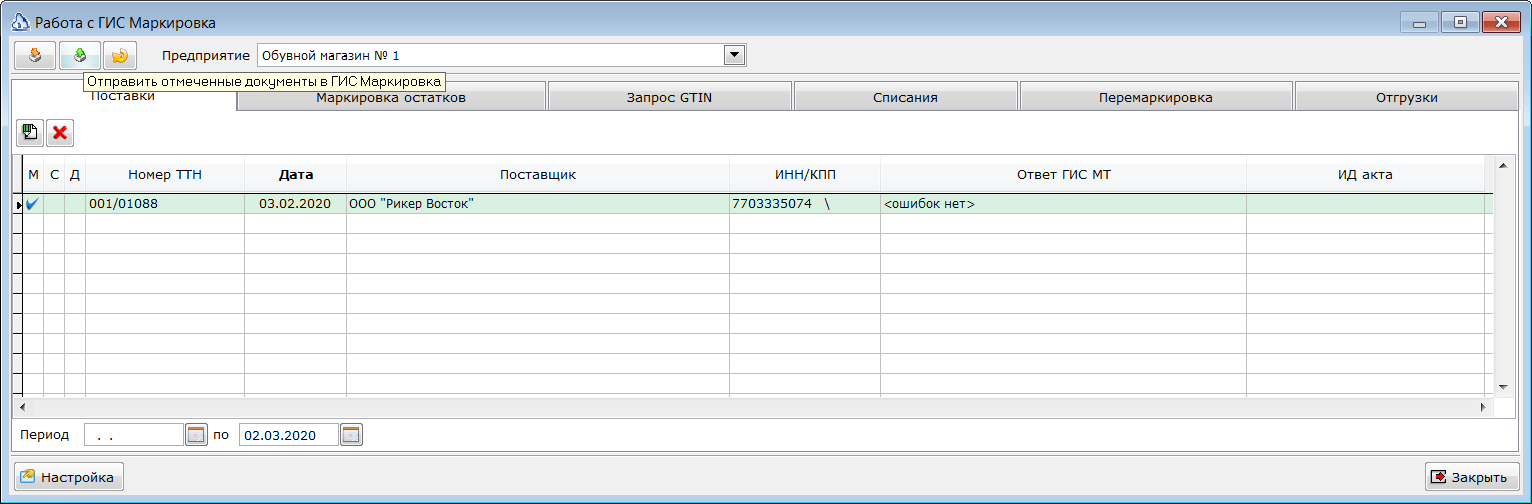 Работа с ГИС Маркировка
Предприятие Обувной магазин № 1
Отправить отмеченные документы в ГИС Маркировка
Поставки Маркировка остатков Запрос GTIN Списания Перемаркировка Отгрузки
М С Д Номер ТТН Дата Поставщик ИНН/КПП Ответ ГИС МТ ИД акта
001/01088 03.02.2020 ООО "Рикер Восток" 7703335074 \ <ошибок нет>
Период . . по 02.03.2020
Настройка Закрыть